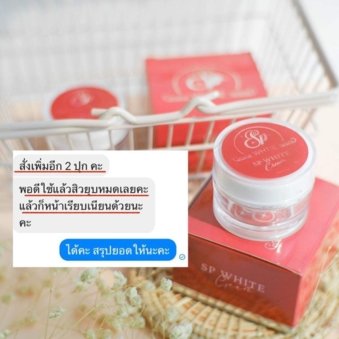 สั่งเพิ่มอีก 2 ปุก คะ
พอดีใช้แล้วสิวยุบหมดเลยคะ
แล้วก็หน้าเรียบเนียนด้วยนะ
คะ
ได้คะ สรุปยอดให้นะคะ
Sp
SP WHITE
Cream
SP WHITE
Cream